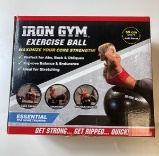 IRON GYM
EXERCISE BALL
MAXIMIZE YOUR CORE STRENGTH!
• Perfect for Abs, Back & Obliques
• Improve Balance & Endurance
• Ideal for Stretching
ESSENTIAL
GET STRONG... GET RIPPED... QUICK!